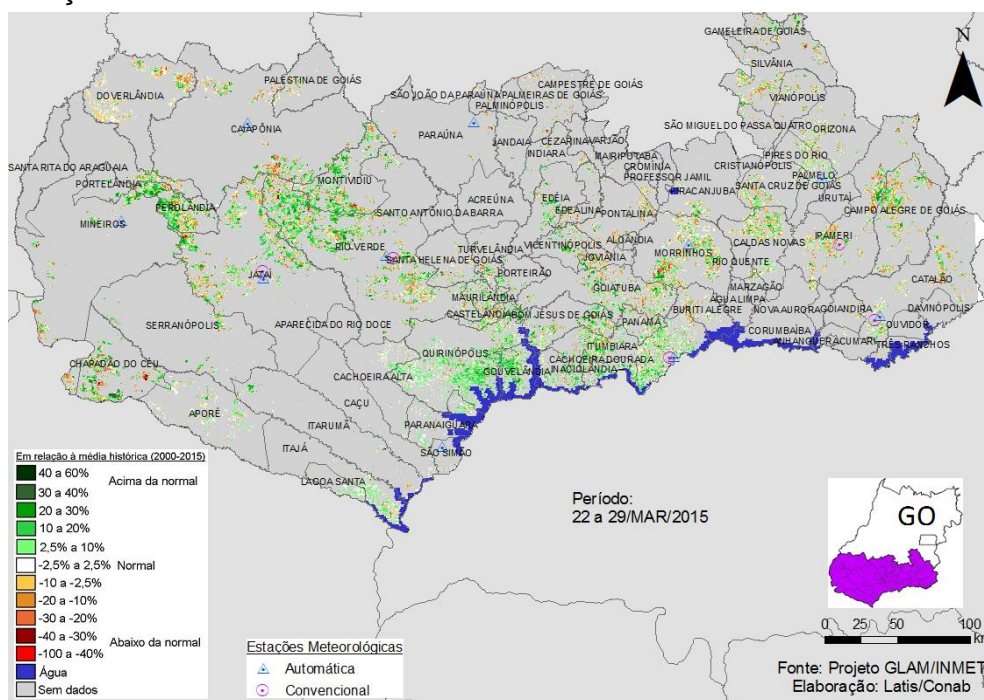 GAMELEIRA DE GOIÁS
N
SILVÂNIA
PALESTINA DE GOIÁS
DOVERLÂNDIA
CAMPESTRE DE GOIÁS
SÃO JOÃO DA PARAÚNA
PALMEIRAS DE GOIÁS
PALMINÓPOLIS
VIANÓPOLIS
CAIAPÔNIA
PARAÚNA
SÃO MIGUEL DO PASSA QUATRO
ORIZONA
JANDAIA
CEZARINA
VARJÃO
INDIARA
MAIRIPOTABA
CROMÍNIA
PROFESSOR JAMIL
CRISTIANÓPOLIS
PIRES DO RIO
PALMELO
SANTA RITA DO ARAGUAIA
PORTELÂNDIA
MONTIVIDIU
PIRACANJUBA
SANTA CRUZ DE GOIÁS
URUTAÍ
PEROLÂNDIA
ACREÚNA
EDÉIA
EDEALINA
PONTALINA
CAMPO ALEGRE DE GOIÁS
MINEIROS
SANTO ANTÔNIO DA BARRA
RIO VERDE
TURVELÂNDIA
VICENTINÓPOLIS
ALOÂNDIA
CALDAS NOVAS
IPAMERI
SANTA HELENA DE GOIÁS
JOVIÂNIA
MORRINHOS
RIO QUENTE
JATAÍ
PORTEIRÃO
GOIATUBA
MARZAGÃO
CATALÃO
MAURILÂNDIA
ÁGUA LIMPA
SERRANÓPOLIS
APARECIDA DO RIO DOCE
CASTELÂNDIA
BOM JESUS DE GOIÁS
PANAMÁ
BURITI ALEGRE
NOVA AURORA
GOIANDIRA
DAVINÓPOLIS
OUVIDOR
CORUMBAÍBA
ANHANGUERA
CUMARI
TRÊS RANCHOS
ITUMBIARA
QUIRINÓPOLIS
CACHOEIRA DOURADA
CHAPADÃO DO CÉU
GOUVELÂNDIA
INACIOLÂNDIA
CACHOEIRA ALTA
CAÇU
APORÉ
ITARUMÃ
PARANAIGUARA
ITAJÁ
SÃO SIMÃO
LAGOA SANTA
Em relação à média histórica (2000-2015)
40 a 60%
Acima da normal
30 a 40%
20 a 30%
10 a 20%
2,5% a 10%
-2,5% a 2,5% Normal
-10 a -2,5%
-20 a -10%
-30 a -20%
-40 a -30%
Abaixo da normal
-100 a -40%
Água
Sem dados
Período:
22 a 29/MAR/2015
GO
0 25 50 100
km
Estações Meteorológicas
Automática
Convencional
Fonte: Projeto GLAM/INMET
Elaboração: Latis/Conab